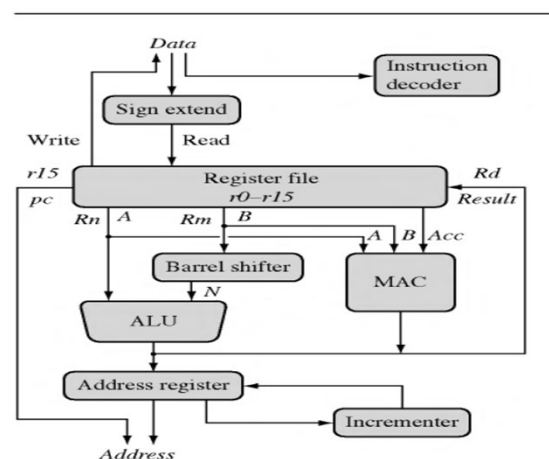 Data
Instruction
decoder
Sign extend
Write
Read
r15
Register file
Rd
pc
r0–r15
Result
Rn
A
Rm
B
A
B
Acc
Barrel shifter
MAC
N
ALU
Address register
Incrementer
Address